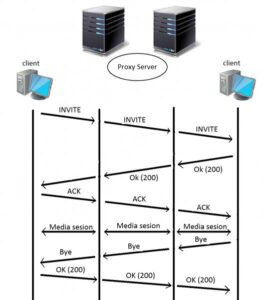 client
client
Proxy Server
INVITE
INVITE
INVITE
Ok (200)
Ok (200)
Ok (200)
ACK
ACK
ACK
Media sesion
Media sesion
Media sesion
Bye
Bye
Bye
OK (200)
OK (200)
OK (200)